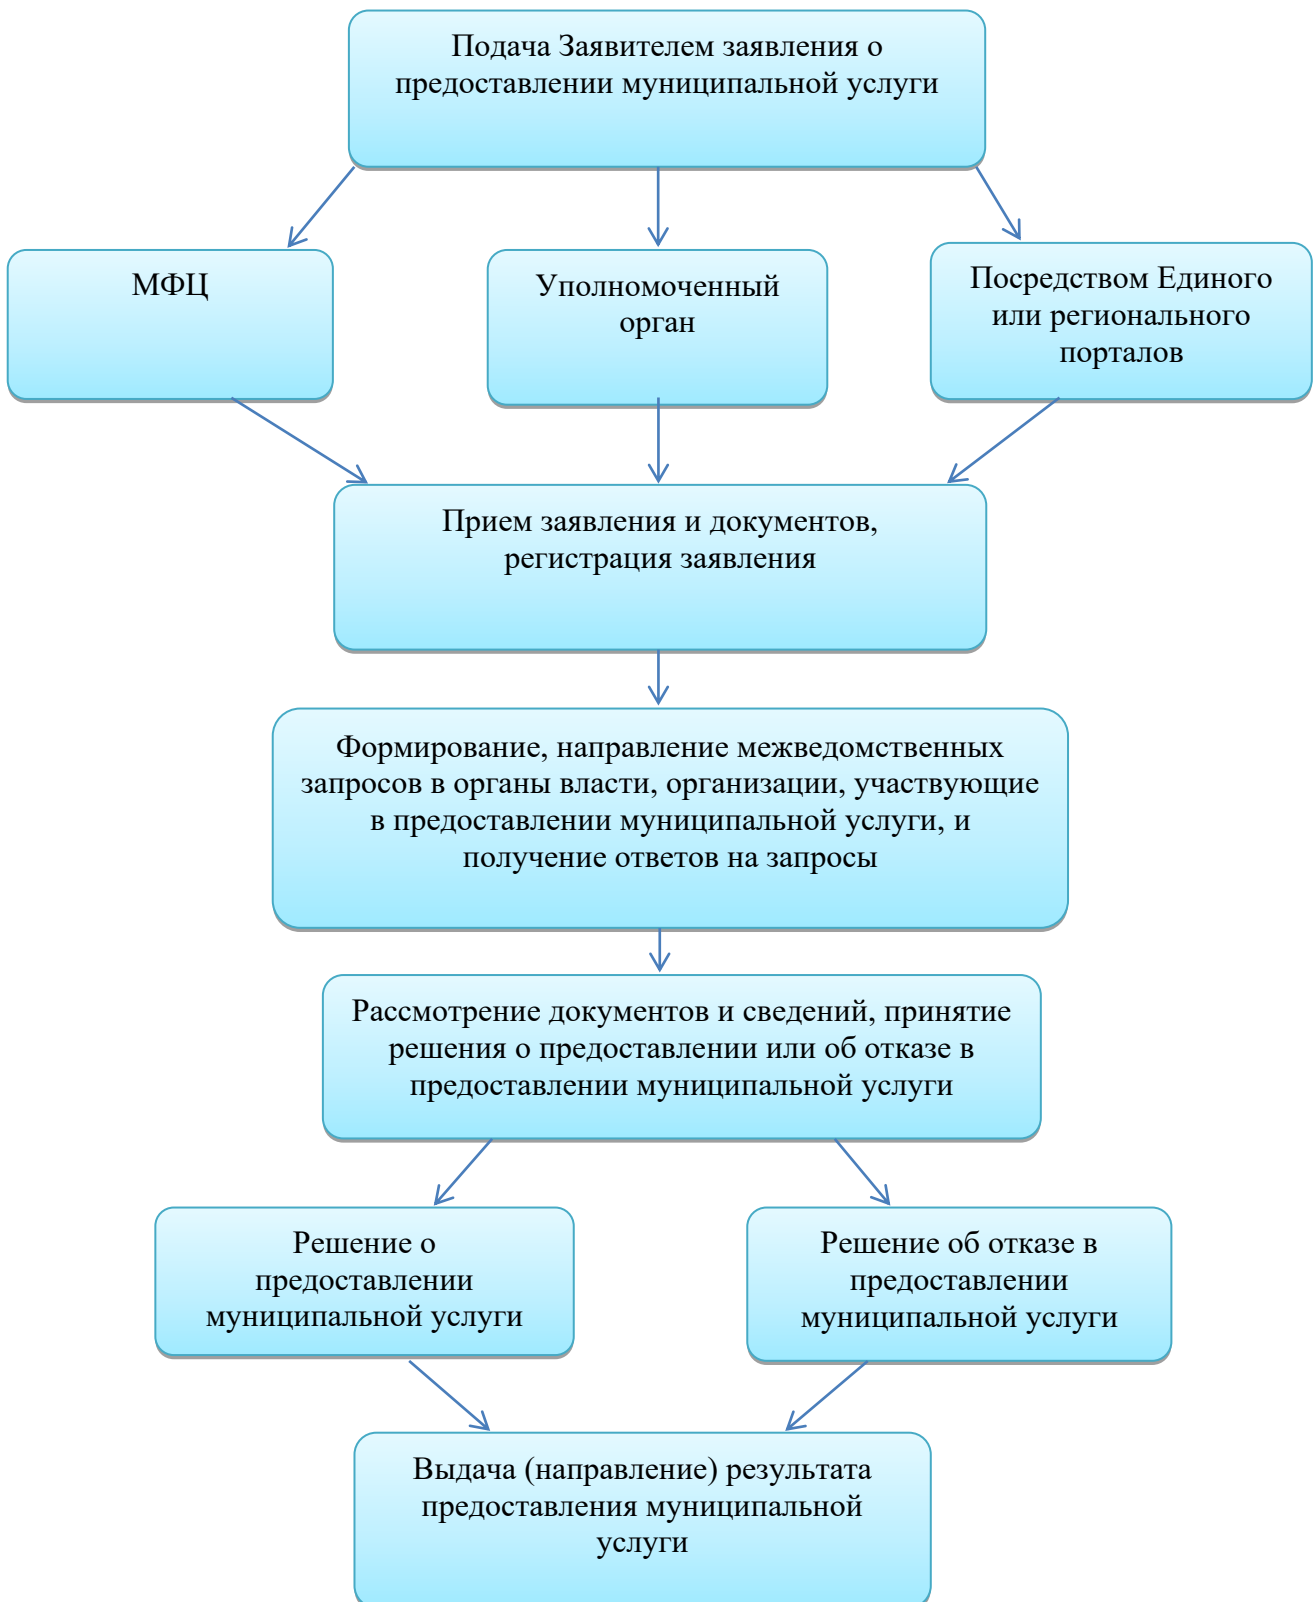 Подача Заявителем заявления о
предоставлении муниципальной услуги
МФЦ
Уполномоченный
орган
Посредством Единого
или регионального
порталов
Прием заявления и документов,
регистрация заявления
Формирование, направление межведомственных
запросов в органы власти, организации, участвующие
в предоставлении муниципальной услуги, и
получение ответов на запросы
Рассмотрение документов и сведений, принятие
решения о предоставлении или об отказе в
предоставлении муниципальной услуги
Решение о
предоставлении
муниципальной услуги
Решение об отказе в
предоставлении
муниципальной услуги
Выдача (направление) результата
предоставления муниципальной
услуги